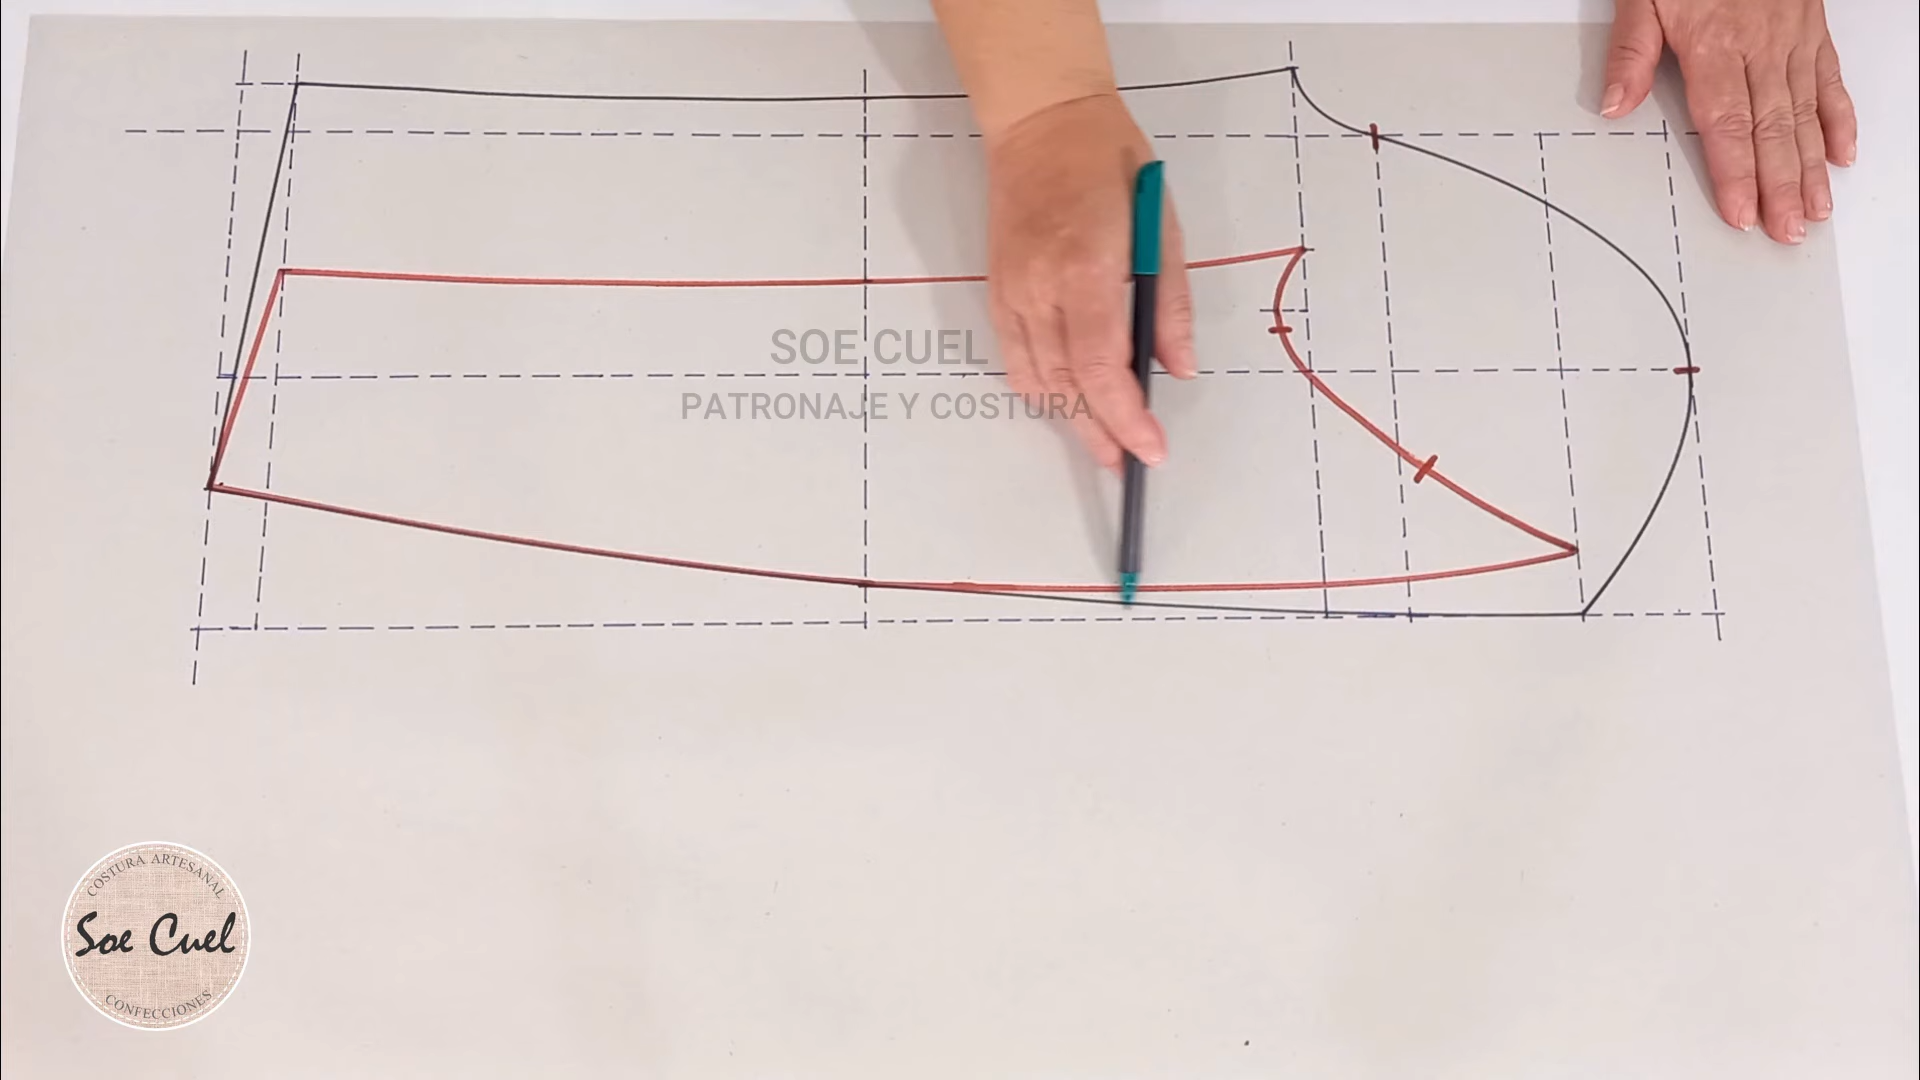 SOE CUEL
PATRONAJE Y COSTURA
COSTURA ARTESANAL
Soe Cuel
CONFECCIONES